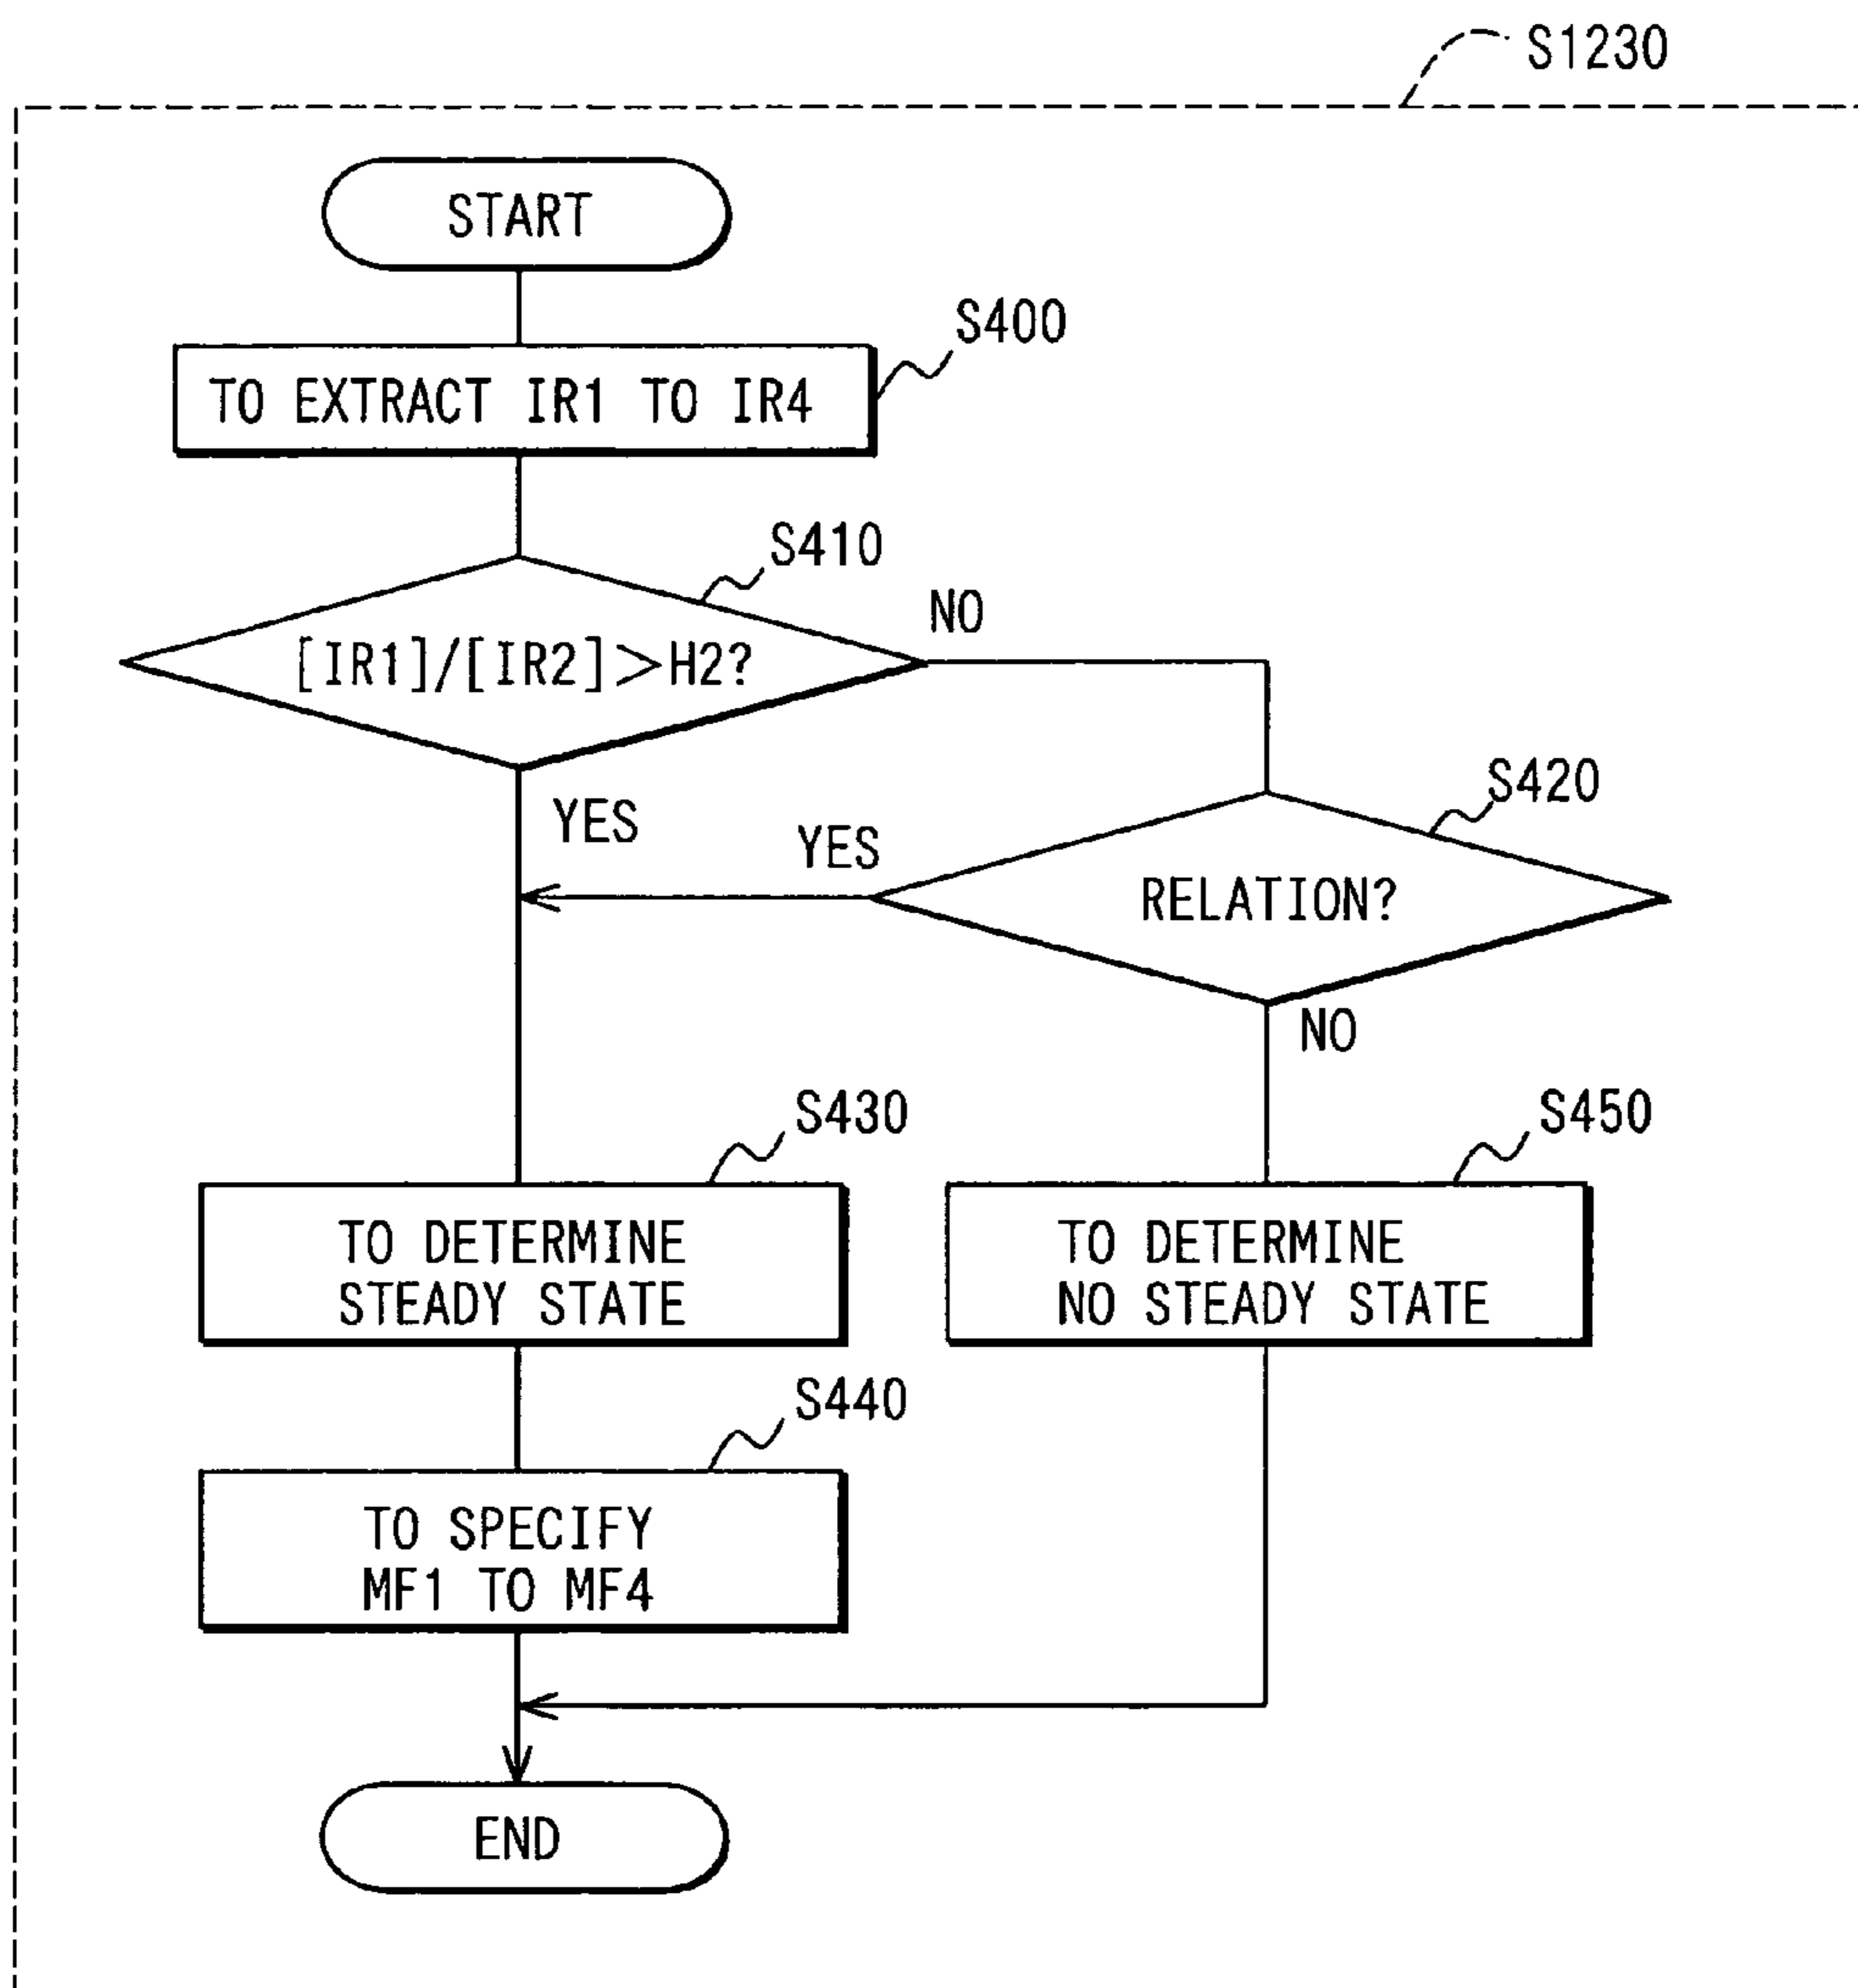 S1230
START
S400
TO EXTRACT IR1 TO IR4
S410
NO
[IR1]/[IR2]>H2?
S420
YES
YES
RELATION?
NO
S430
S450
TO DETERMINE
STEADY STATE
TO DETERMINE
NO STEADY STATE
S440
TO SPECIFY
MF1 TO MF4
END